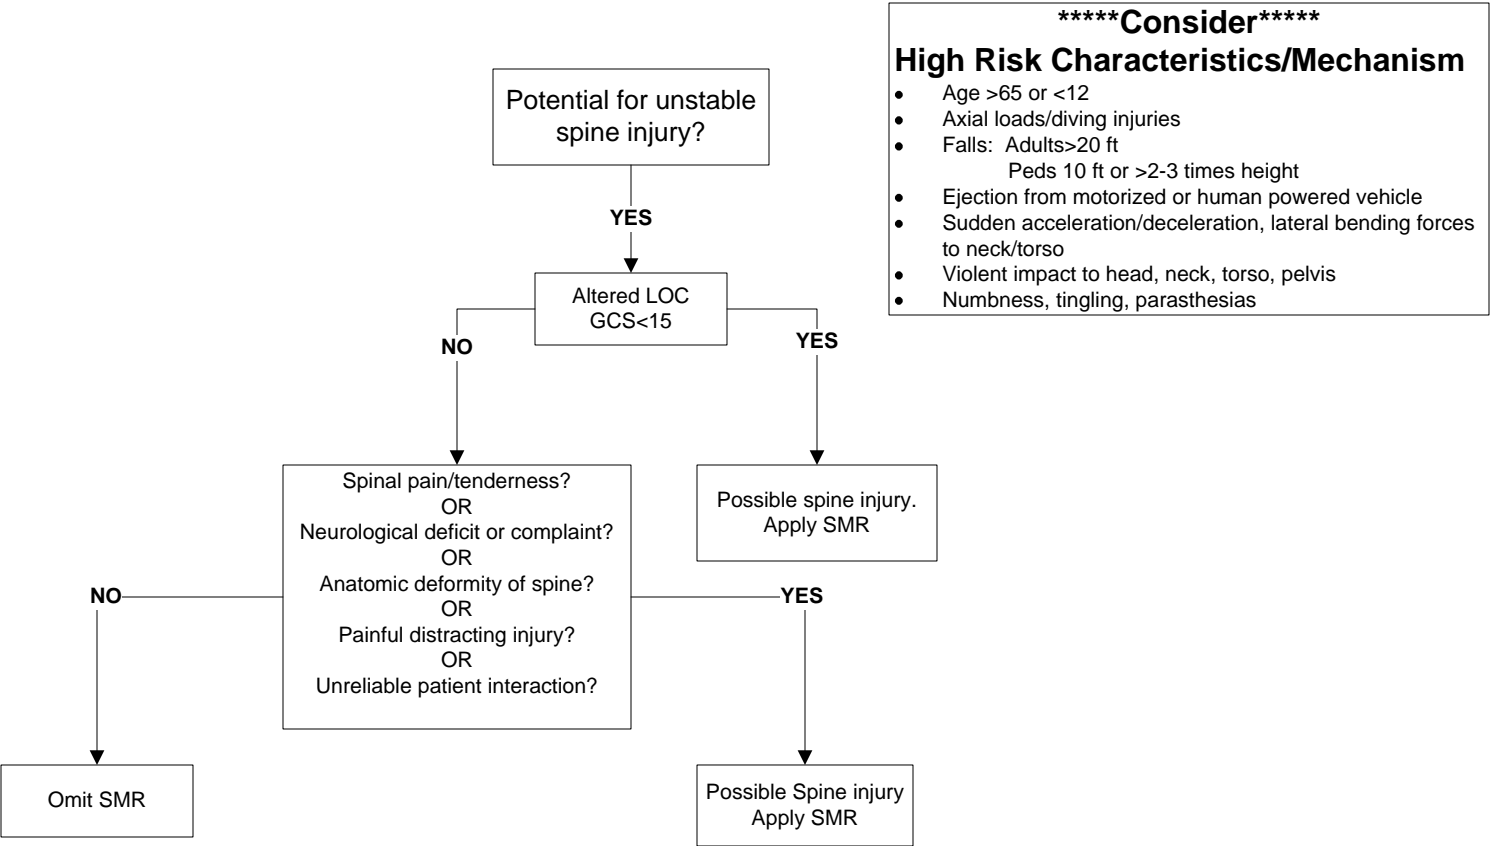 *****Consider*****
High Risk Characteristics/Mechanism
• Age >65 or <12
• Axial loads/diving injuries
• Falls: Adults>20 ft
Peds 10 ft or >2-3 times height
• Ejection from motorized or human powered vehicle
• Sudden acceleration/deceleration, lateral bending forces
to neck/torso
• Violent impact to head, neck, torso, pelvis
• Numbness, tingling, parasthesias
Potential for unstable
spine injury?
YES
Altered LOC
GCS<15
NO
YES
Spinal pain/tenderness?
OR
Neurological deficit or complaint?
OR
Anatomic deformity of spine?
OR
Painful distracting injury?
OR
Unreliable patient interaction?
Possible spine injury.
Apply SMR
NO
YES
Omit SMR
Possible Spine injury
Apply SMR